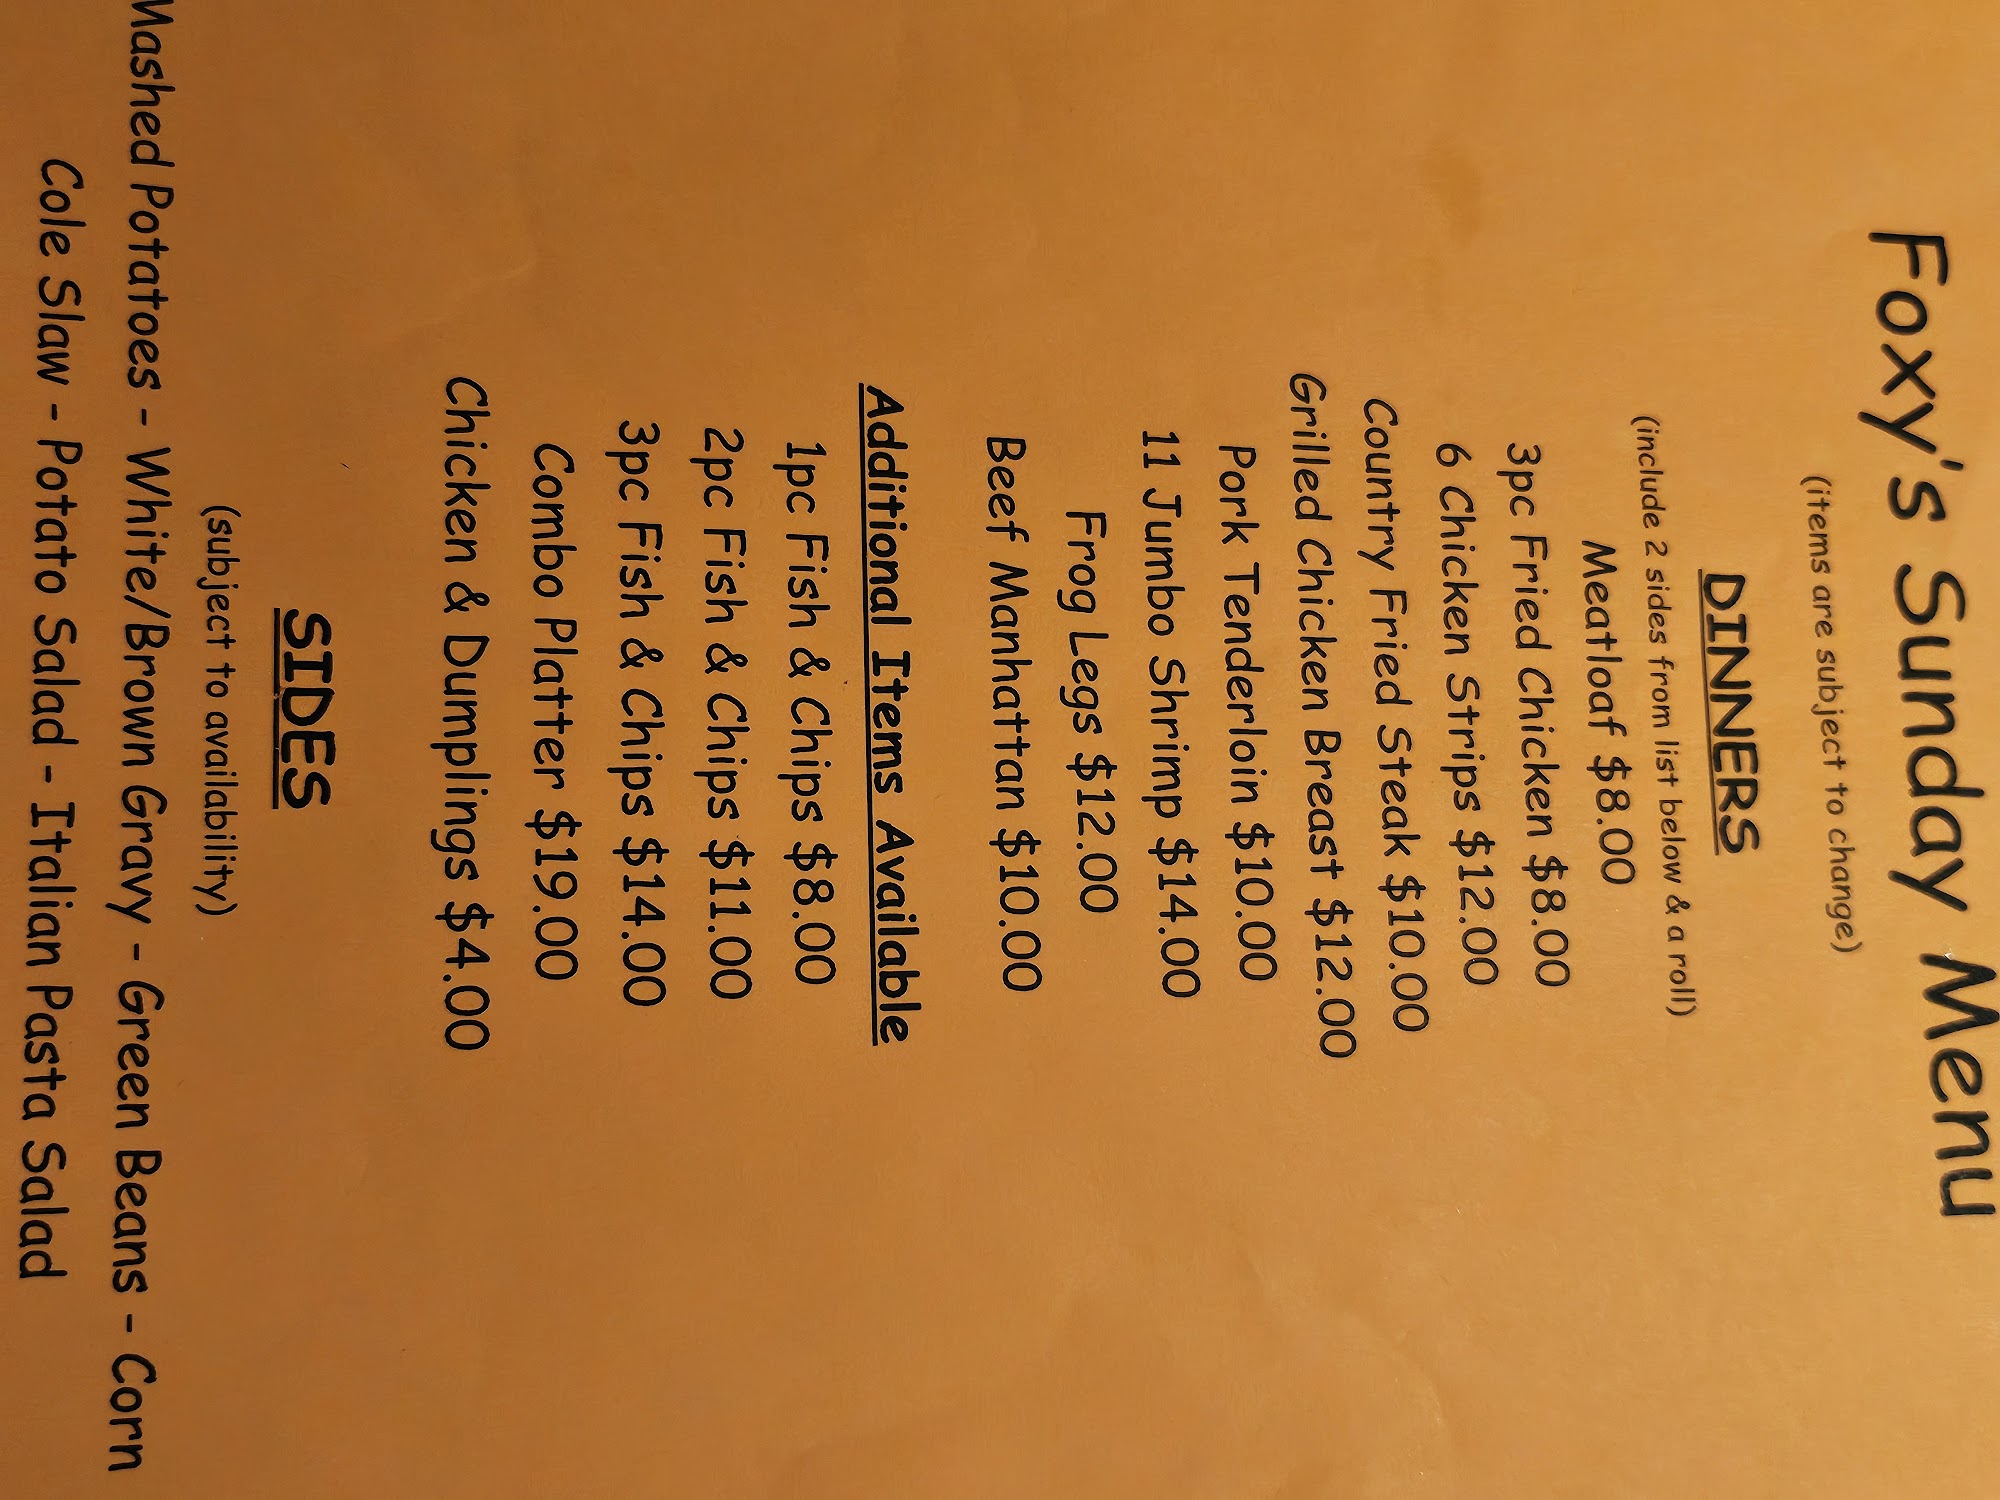 Foxy's Sunday Menu
(items are subject to change)
DINNERS
(include 2 sides from list below & a roll)
Meatloaf $8.00
3pc Fried Chicken $8.00
6 Chicken Strips $12.00
Country Fried Steak $10.00
Grilled Chicken Breast $12.00
Pork Tenderloin $10.00
11 Jumbo Shrimp $14.00
Frog Legs $12.00
Beef Manhattan $10.00
Additional Items Available
1pc Fish & Chips $8.00
2pc Fish & Chips $11.00
3pc Fish & Chips $14.00
Combo Platter $19.00
Chicken & Dumplings $4.00
SIDES
(subject to availability)
Mashed Potatoes - White/Brown Gravy - Green Beans - Corn
Cole Slaw - Potato Salad - Italian Pasta Salad